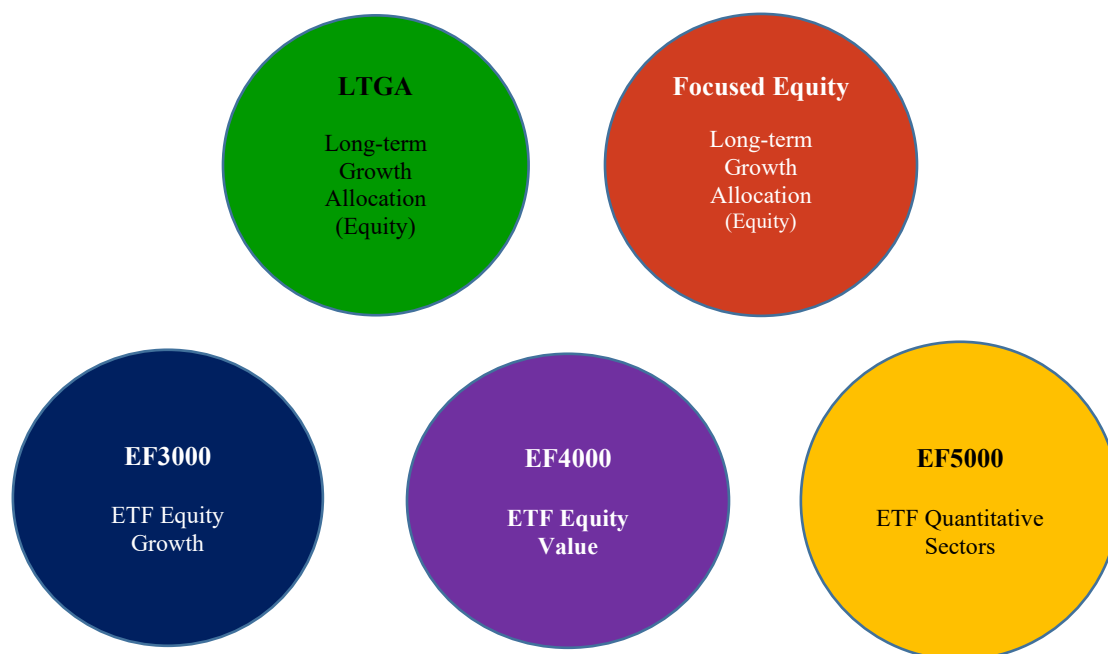 LTGA
Long-term
Growth
Allocation
(Equity)
Focused Equity
Long-term
Growth
Allocation
(Equity)
EF3000
ETF Equity
Growth
EF4000
ETF Equity
Value
EF5000
ETF Quantitative
Sectors